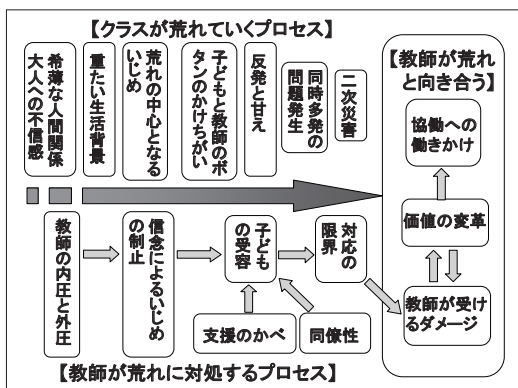 【クラスが荒れていくプロセス】
希薄な人間関係
大人への不信感
重たい生活背景
荒れの中心となる
いじめ
子どもと教師のボ
タンのかけちがい
反発と甘え
同時多発の
問題発生
二次災害
【教師が荒れ
と向き合う】
協働への
働きかけ
価値の変革
教師が受け
るダメージ
教師の内圧と外圧
信念によるいじめ
の制止
子ども
の受容
対応の
限界
支援のかべ
同僚性
【教師が荒れに対処するプロセス】